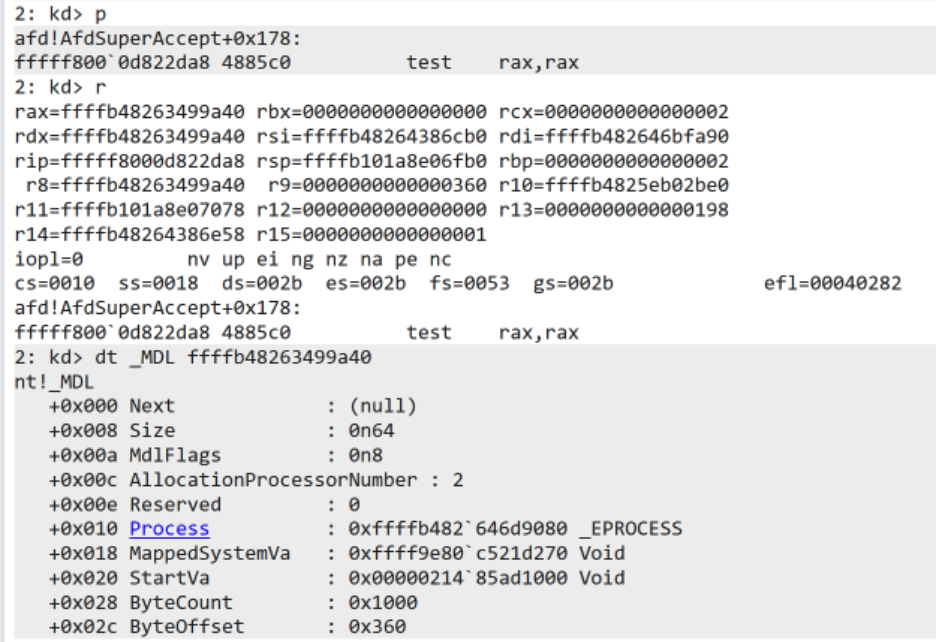 2: kd> p
afd!AfdSuperAccept+0x178:
fffff800`0d822da8 4885c0          test    rax,rax
2: kd> r
rax=ffffb48263499a40 rbx=0000000000000000 rcx=0000000000000002
rdx=ffffb48263499a40 rsi=ffffb48264386cb0 rdi=ffffb482646bfa90
rip=fffff8000d822da8 rsp=ffffb101a8e06fb0 rbp=0000000000000002
 r8=ffffb48263499a40  r9=0000000000000360 r10=ffffb4825eb02be0
r11=ffffb101a8e07078 r12=0000000000000000 r13=0000000000000198
r14=ffffb48264386e58 r15=0000000000000001
iopl=0         nv up ei ng nz na pe nc
cs=0010  ss=0018  ds=002b  es=002b  fs=0053  gs=002b             efl=00040282
afd!AfdSuperAccept+0x178:
fffff800`0d822da8 4885c0          test    rax,rax
2: kd> dt _MDL ffffb48263499a40
nt!_MDL
   +0x000 Next             : (null)
   +0x008 Size             : 0n64
   +0x00a MdlFlags         : 0n8
   +0x00c AllocationProcessorNumber : 2
   +0x00e Reserved         : 0
   +0x010 Process          : 0xffffb482`646d9080 _EPROCESS
   +0x018 MappedSystemVa   : 0xffff9e80`c521d270 Void
   +0x020 StartVa          : 0x00000214`85ad1000 Void
   +0x028 ByteCount        : 0x1000
   +0x02c ByteOffset       : 0x360